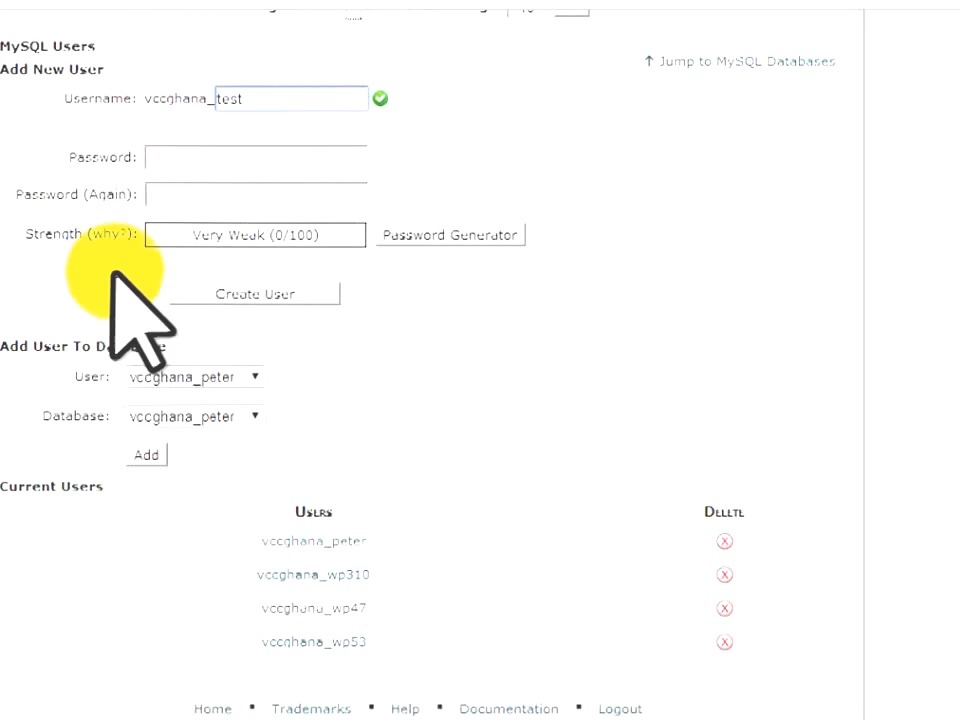 MySQL Users
Add New User
↑ Jump to MySQL Databases
Username: vccghana_test
Password:
Password (Again):
Strength (why?): Very Weak (0/100) Password Generator
Create User
Add User To
User: vccghana_peter
Database: vccghana_peter
Add
Current Users
Users Delete
vccghana_peter
vccghana_wp310
vccghana_wp47
vccghana_wp53
Home ▪ Trademarks ▪ Help ▪ Documentation ▪ Logout